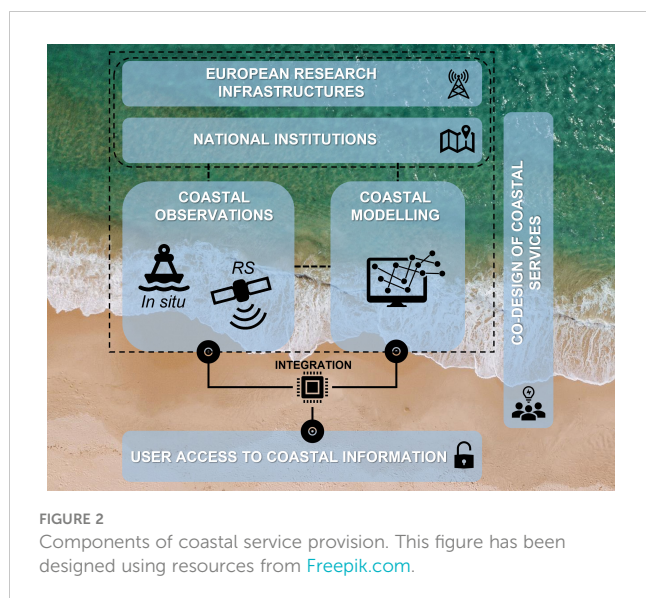 EUROPEAN RESEARCH
INFRASTRUCTURES
NATIONAL INSTITUTIONS
COASTAL
OBSERVATIONS
In situ
RS
COASTAL
MODELLING
CO-DESIGN OF COASTAL
SERVICES
INTEGRATION
USER ACCESS TO COASTAL INFORMATION
FIGURE 2
Components of coastal service provision. This figure has been
designed using resources from Freepik.com.